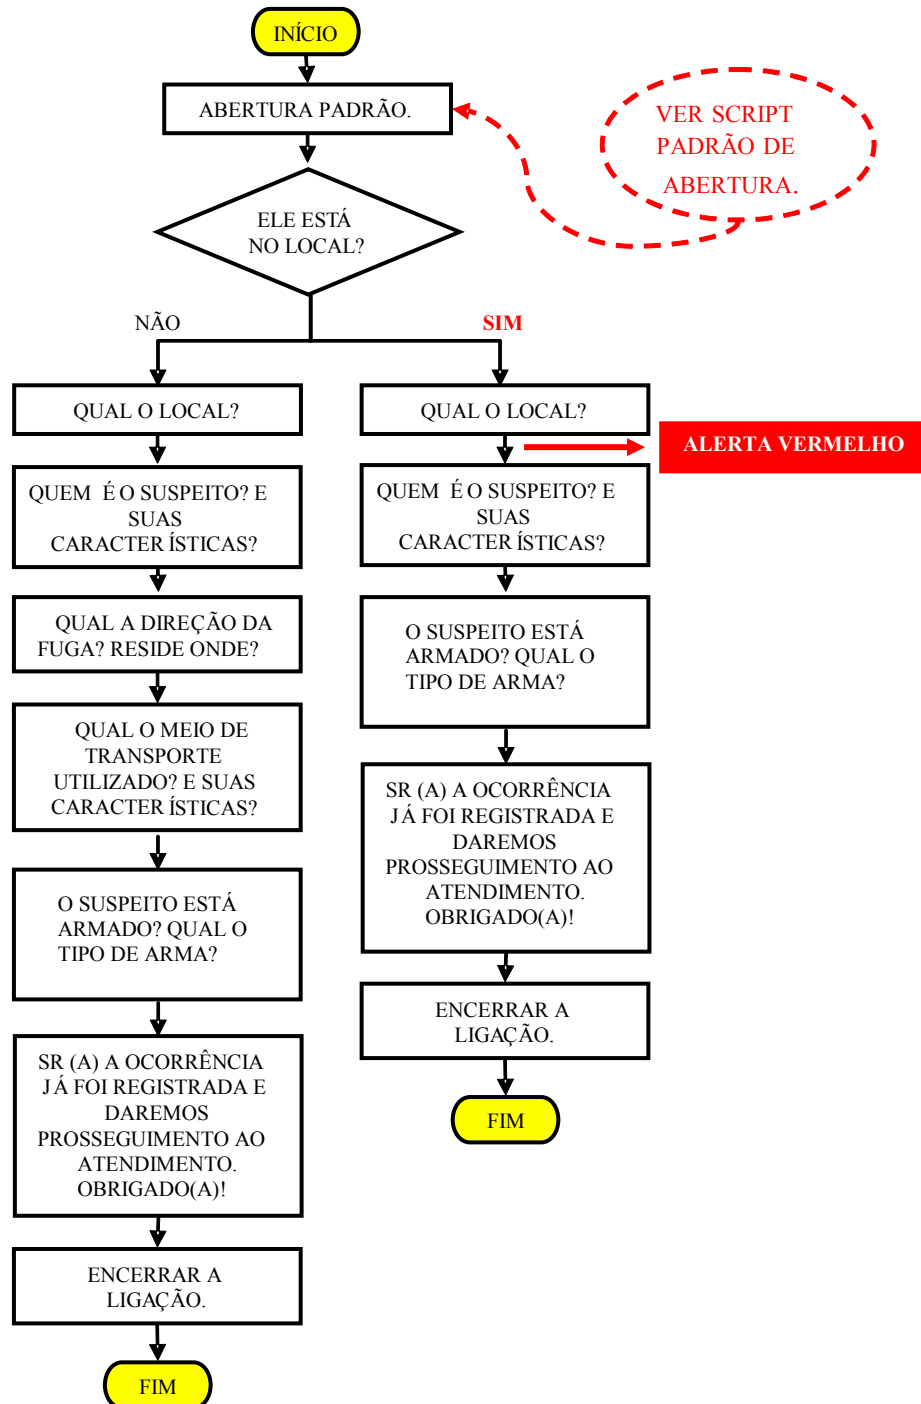 INÍCIO
ABERTURA PADRÃO.
VER SCRIPT
PADRÃO DE
ABERTURA.
ELE ESTÁ
NO LOCAL?
NÃO
SIM
QUAL O LOCAL?
QUEM É O SUSPEITO? E
SUAS
CARACTERÍSTICAS?
QUAL A DIREÇÃO DA
FUGA? RESIDE ONDE?
QUAL O MEIO DE
TRANSPORTE
UTILIZADO? E SUAS
CARACTERÍSTICAS?
O SUSPEITO ESTÁ
ARMADO? QUAL O
TIPO DE ARMA?
SR (A) A OCORRÊNCIA
JÁ FOI REGISTRADA E
DAREMOS
PROSSEGUIMENTO AO
ATENDIMENTO.
OBRIGADO(A)!
ENCERRAR A
LIGAÇÃO.
FIM
QUAL O LOCAL?
ALERTA VERMELHO
QUEM É O SUSPEITO? E
SUAS
CARACTERÍSTICAS?
O SUSPEITO ESTÁ
ARMADO? QUAL O
TIPO DE ARMA?
SR (A) A OCORRÊNCIA
JÁ FOI REGISTRADA E
DAREMOS
PROSSEGUIMENTO AO
ATENDIMENTO.
OBRIGADO(A)!
ENCERRAR A
LIGAÇÃO.
FIM